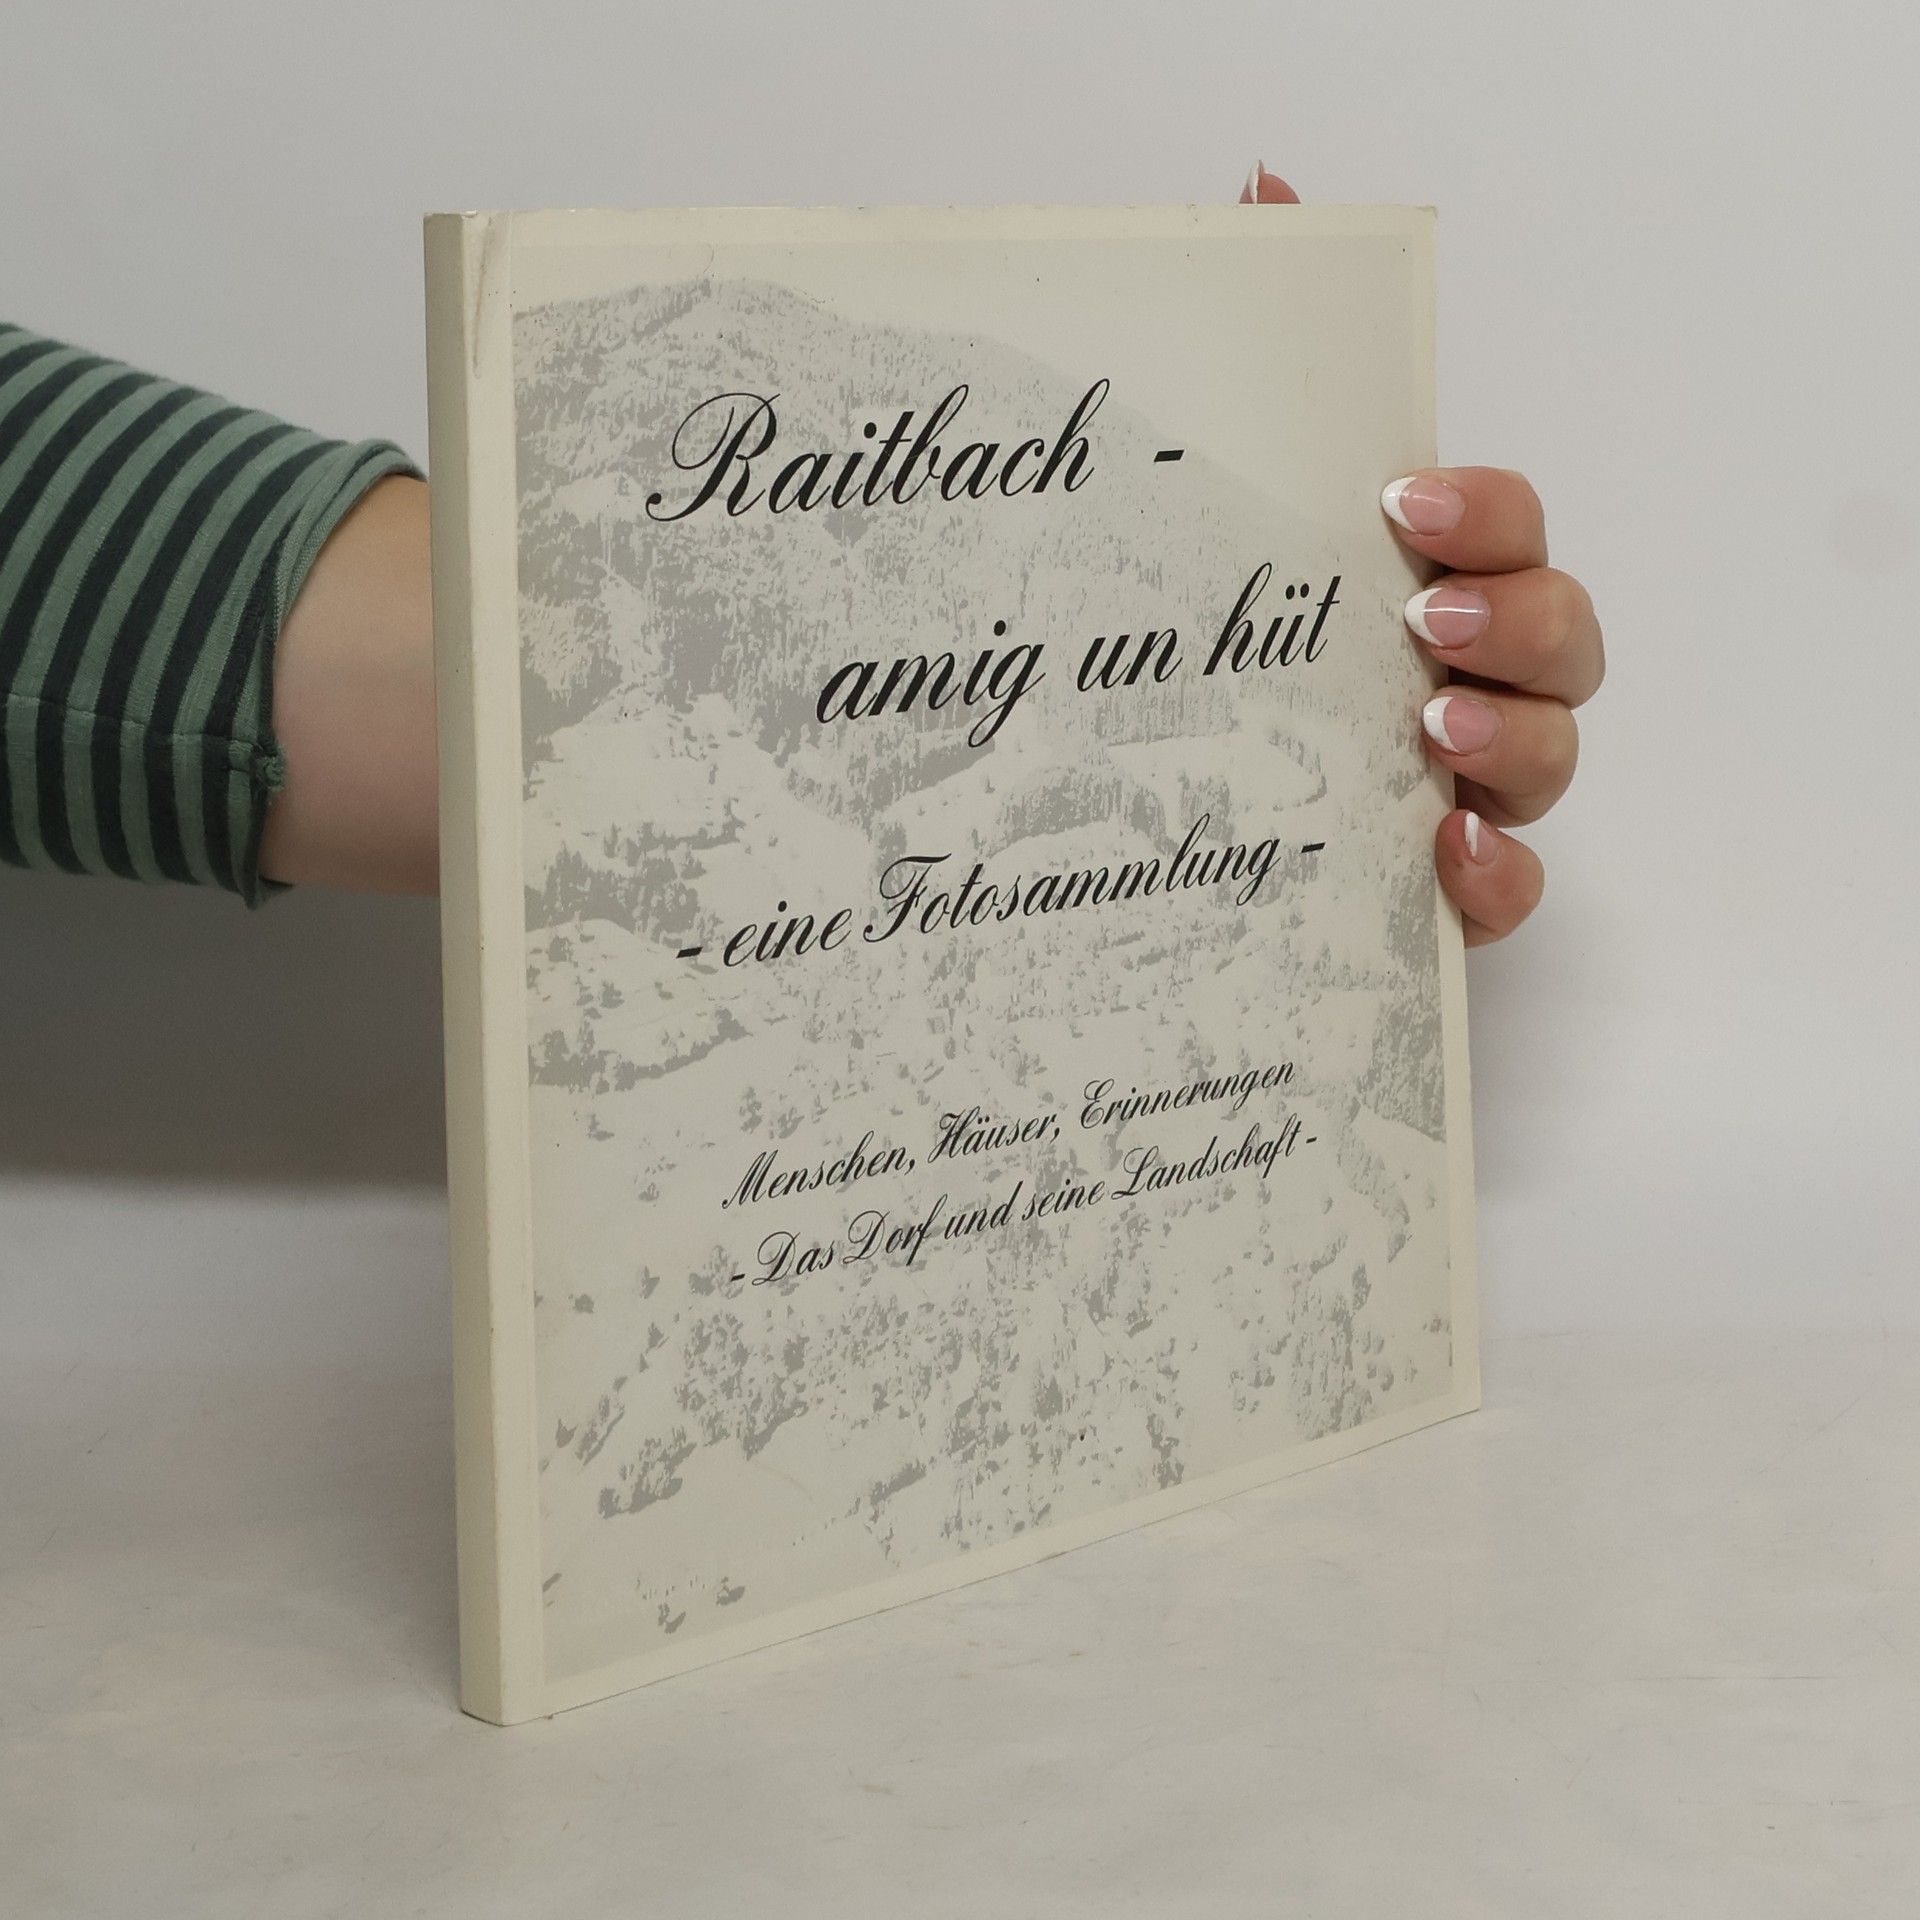 Raitbach -
amig un hüt
- eine Fotosammlung -
Menschen, Häuser, Erinnerungen
- Das Dorf und seine Landschaft -